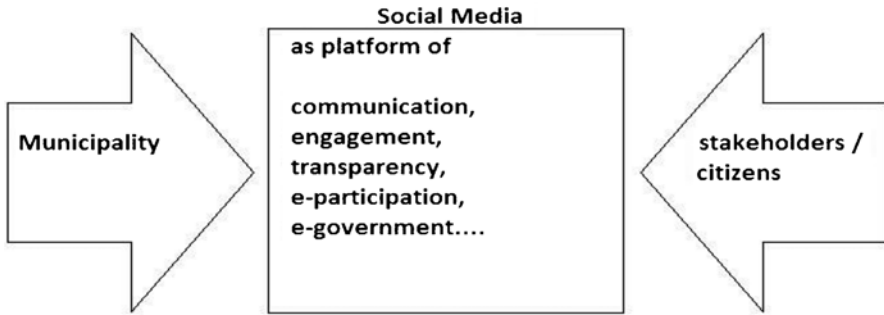 Social Media
as platform of
communication,
engagement,
transparency,
e-participation,
e-government....
Municipality
stakeholders /
citizens